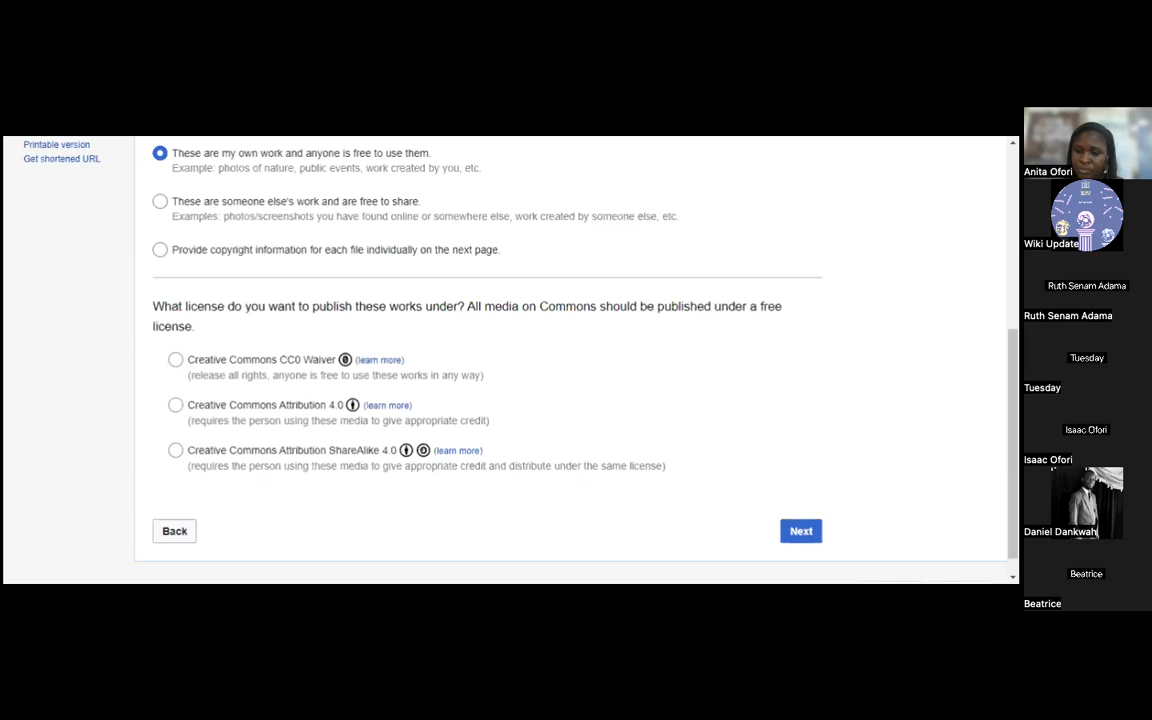 Printable version
Get shortened URL
These are my own work and anyone is free to use them.
Example: photos of nature, public events, work created by you, etc.
These are someone else's work and are free to share.
Examples: photos/screenshots you have found online or somewhere else, work created by someone else, etc.
Provide copyright information for each file individually on the next page.
What license do you want to publish these works under? All media on Commons should be published under a free
license.
Creative Commons CC0 Waiver (learn more)
(release all rights, anyone is free to use these works in any way)
Creative Commons Attribution 4.0 (learn more)
(requires the person using these media to give appropriate credit)
Creative Commons Attribution ShareAlike 4.0 (learn more)
(requires the person using these media to give appropriate credit and distribute under the same license)
Back
Next
Anita Ofori
Wiki Update
Ruth Senam Adama
Ruth Senam Adama
Tuesday
Tuesday
Isaac Ofori
Isaac Ofori
Daniel Dankwah
Beatrice
Beatrice